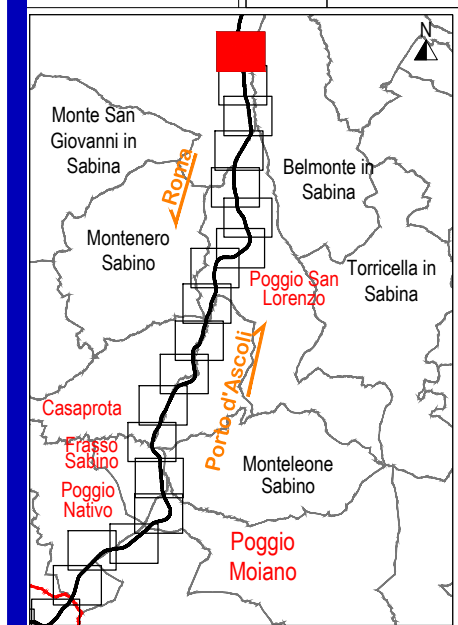 N
Monte San
Giovanni in
Sabina
Roma
Belmonte in
Sabina
Montenero
Sabino
Poggio San
Lorenzo
Torricella in
Sabina
Porto d'Ascoli
Casaprota
Frasso
Sabino
Poggio
Nativo
Monteleone
Sabino
Poggio
Moiano